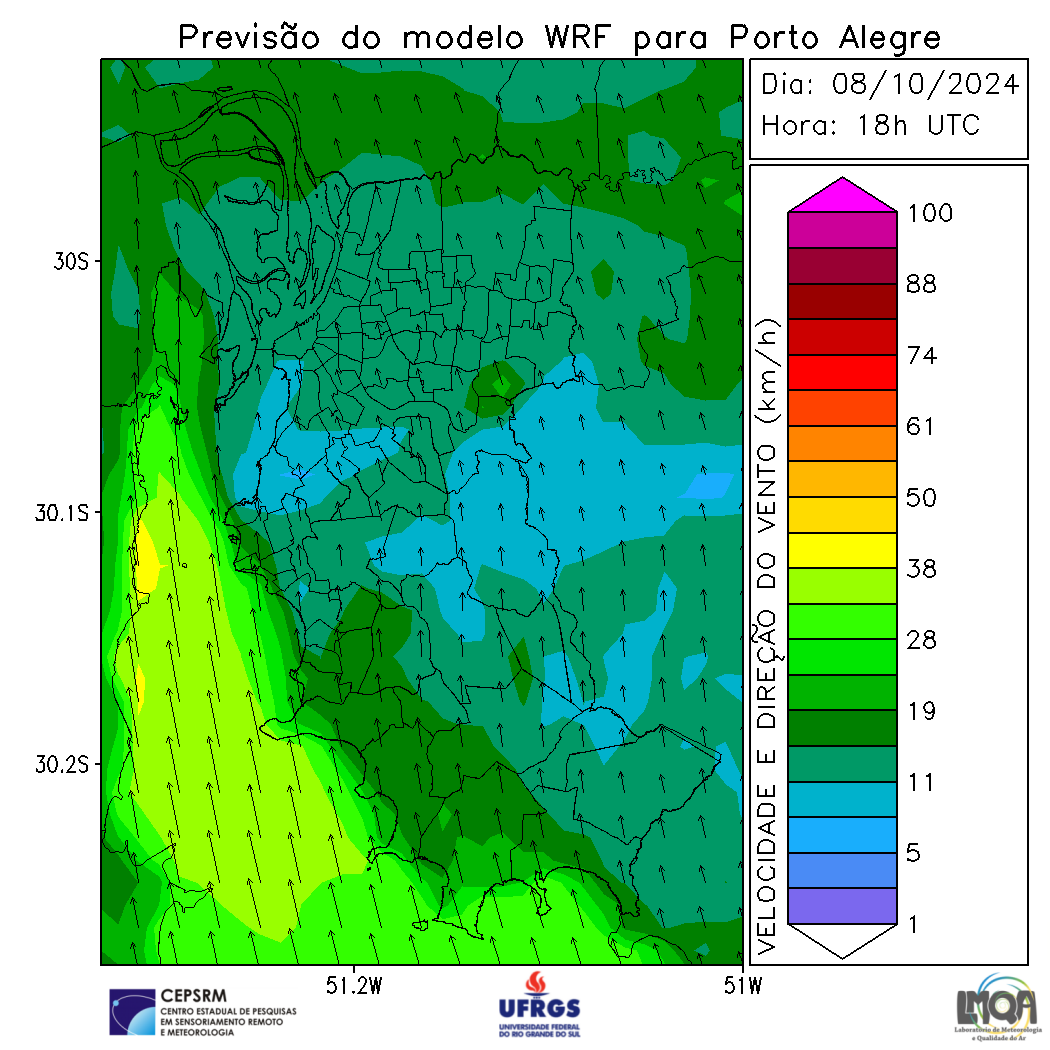 Previsão do modelo WRF para Porto Alegre
Dia: 08/10/2024
Hora: 18h UTC
30S
30.1S
30.2S
51.2W
51W
VELOCIDADE E DIREÇÃO DO VENTO (km/h)
100
88
74
61
50
38
28
19
11
5
1
CEPSRM
CENTRO ESTADUAL DE PESQUISAS
EM SENSORIAMENTO REMOTO
E METEOROLOGIA
UFRGS
UNIVERSIDADE FEDERAL
DO RIO GRANDE DO SUL
LMQA
Laboratório de Meteorologia
e Qualidade do Ar